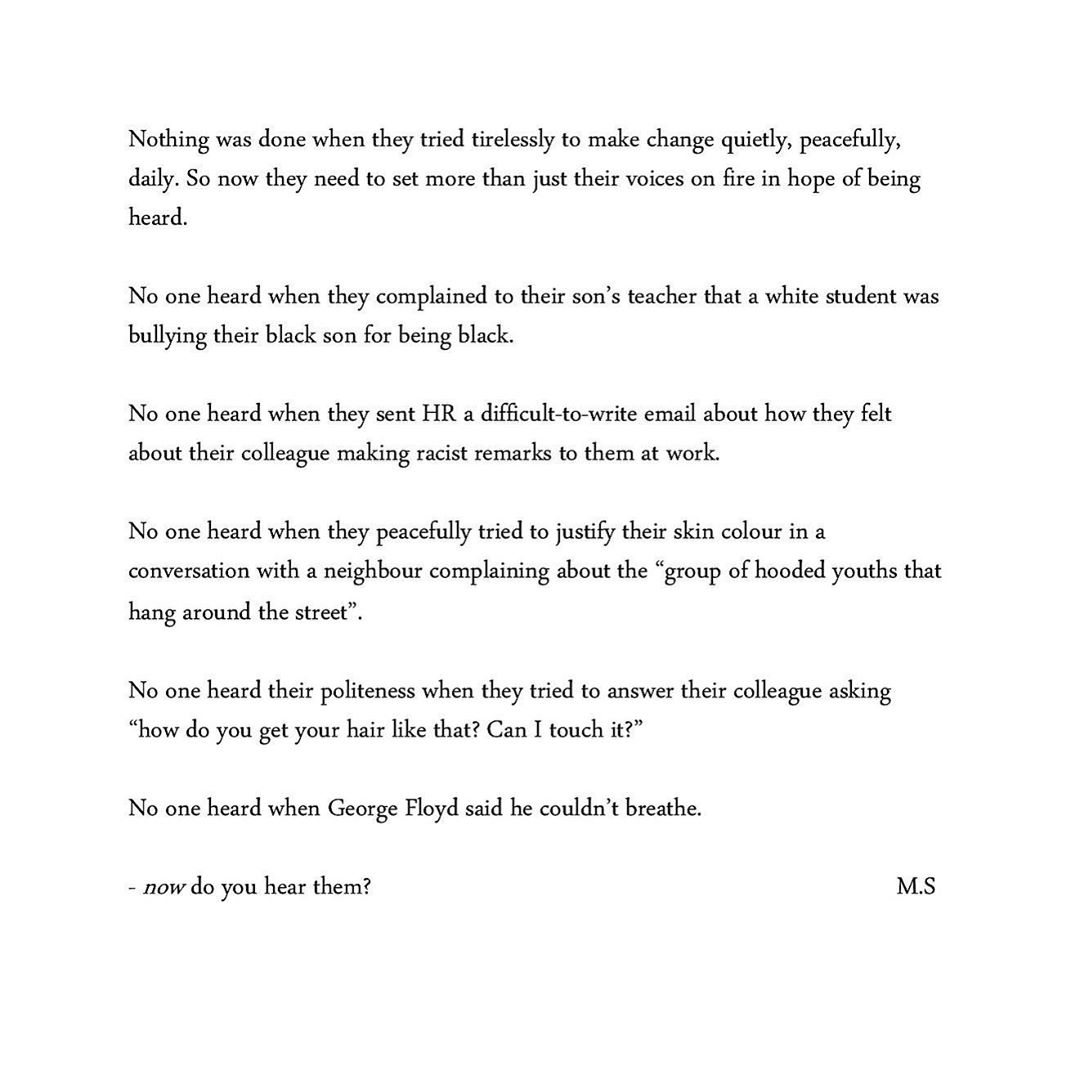 Nothing was done when they tried tirelessly to make change quietly, peacefully,
daily. So now they need to set more than just their voices on fire in hope of being
heard.
No one heard when they complained to their son’s teacher that a white student was
bullying their black son for being black.
No one heard when they sent HR a difficult-to-write email about how they felt
about their colleague making racist remarks to them at work.
No one heard when they peacefully tried to justify their skin colour in a
conversation with a neighbour complaining about the “group of hooded youths that
hang around the street”.
No one heard their politeness when they tried to answer their colleague asking
“how do you get your hair like that? Can I touch it?”
No one heard when George Floyd said he couldn’t breathe.
- now do you hear them? M.S